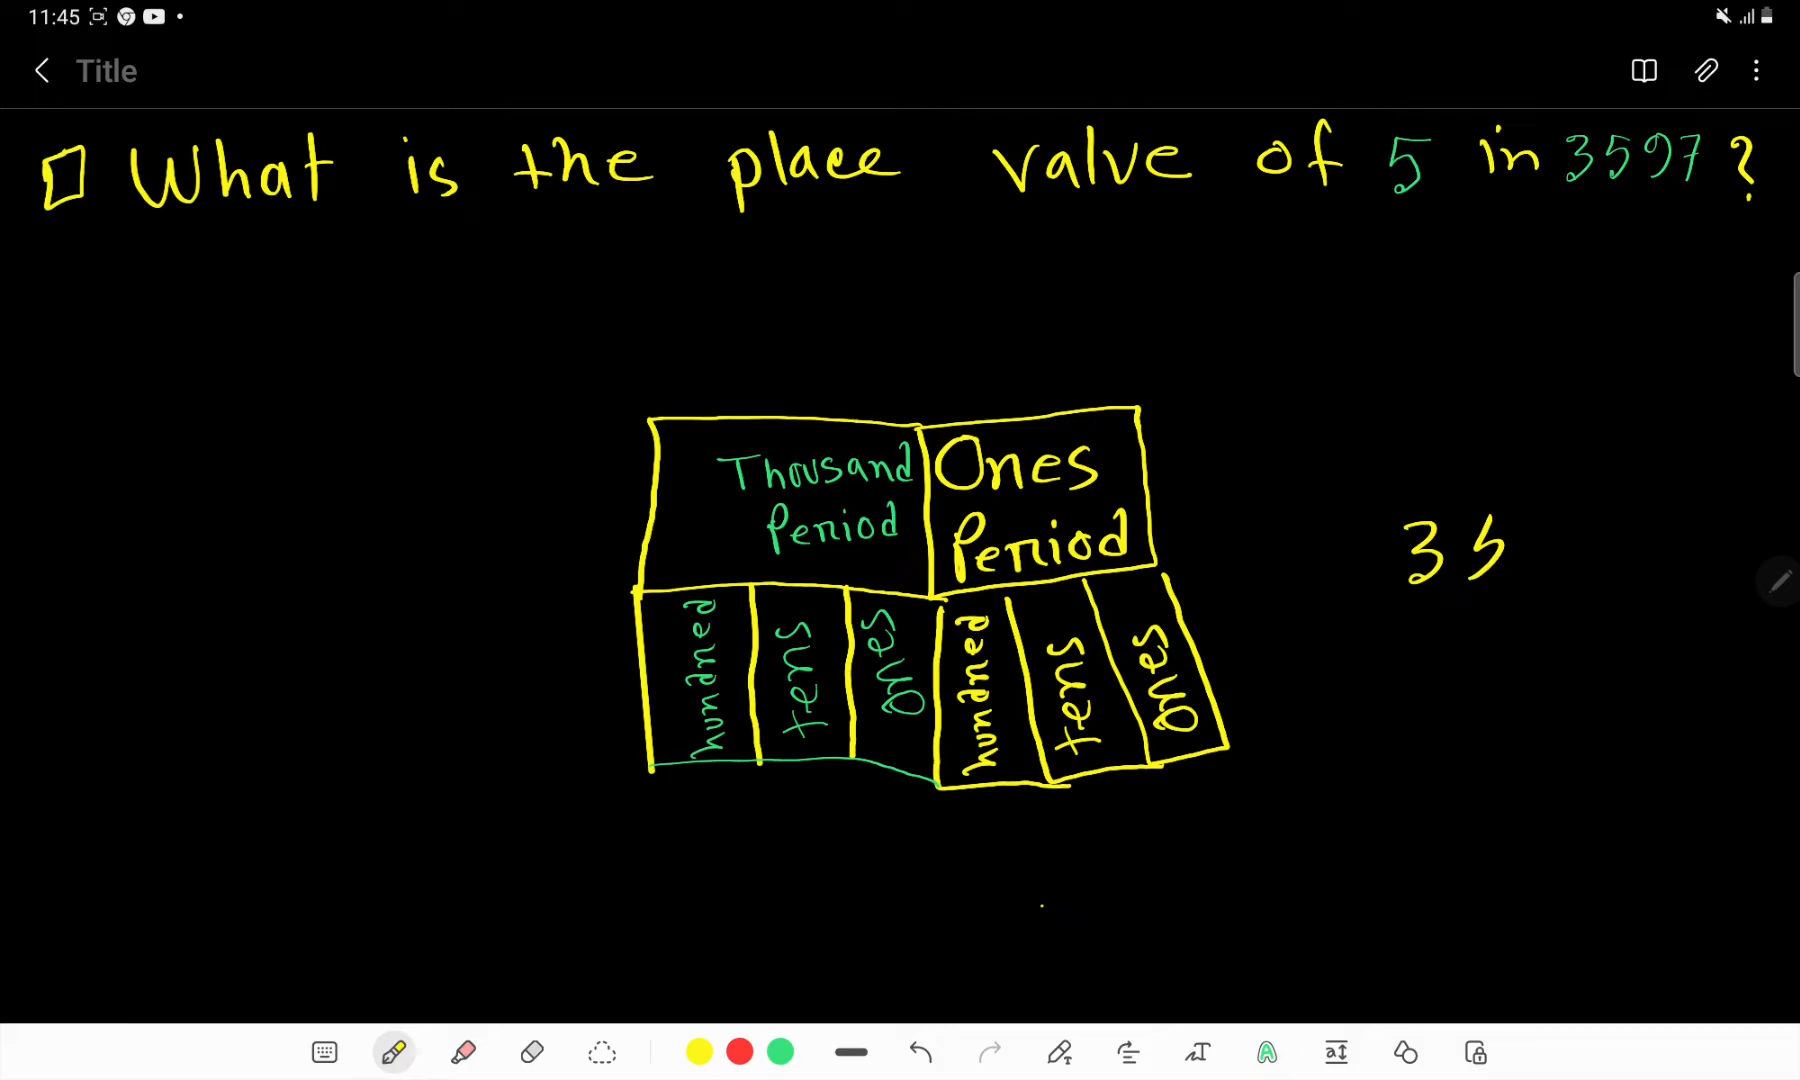 11:45
Title
What is the place value of 5 in 3597?
Thousand Period
Ones Period
hundred tens ones hundred tens ones
35